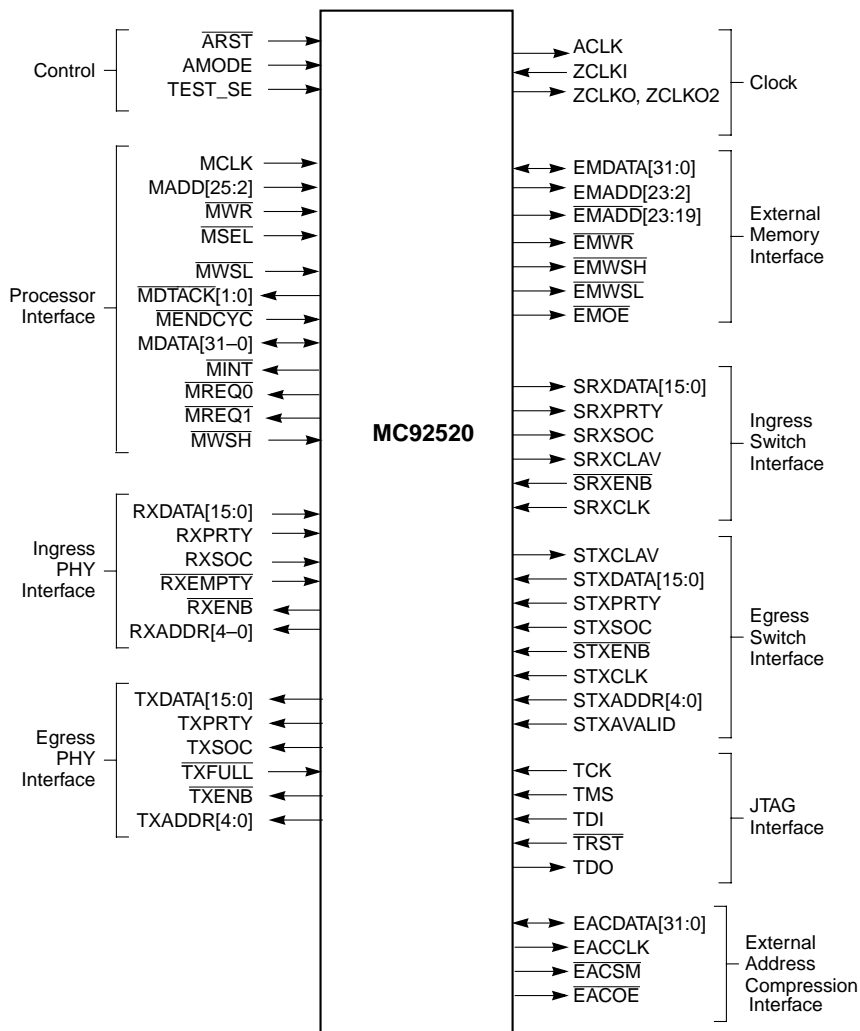 Control
ARST
AMODE
TEST_SE
Processor
Interface
MCLK
MADD[25:2]
MWR
MSEL
MWSL
MDTACK[1:0]
MENDCYC
MDATA[31–0]
MINT
MREQ0
MREQ1
MWSH
Ingress
PHY
Interface
RXDATA[15:0]
RXPRTY
RXSOC
RXEMPTY
RXENB
RXADDR[4–0]
Egress
PHY
Interface
TXDATA[15:0]
TXPRTY
TXSOC
TXFULL
TXENB
TXADDR[4:0]
MC92520
ACLK
ZCLKI
ZCLKO, ZCLKO2
Clock
EMDATA[31:0]
EMADD[23:2]
EMADD[23:19]
EMWR
EMWSH
EMWSL
EMOE
External
Memory
Interface
SRXDATA[15:0]
SRXPRTY
SRXSOC
SRXCLAV
SRXENB
SRXCLK
Ingress
Switch
Interface
STXCLAV
STXDATA[15:0]
STXPRTY
STXSOC
STXENB
STXCLK
STXADDR[4:0]
STXAVALID
Egress
Switch
Interface
TCK
TMS
TDI
TRST
TDO
JTAG
Interface
EACDATA[31:0]
EACCLK
EACSM
EACOE
External
Address
Compression
Interface